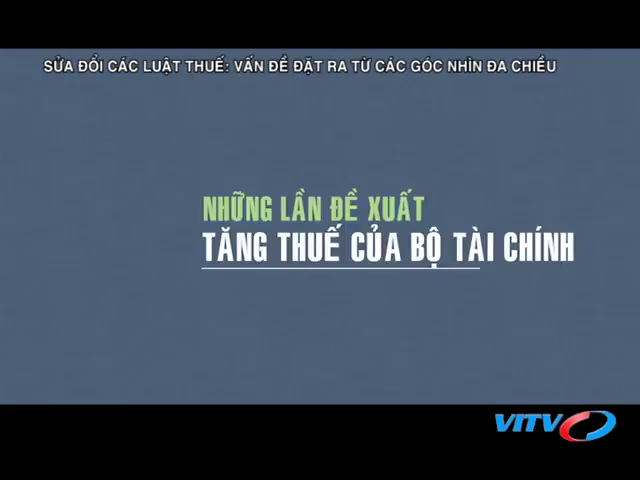 SỬA ĐỔI CÁC LUẬT THUẾ: VẤN ĐỀ ĐẶT RA TỪ CÁC GÓC NHÌN ĐA CHIỀU
NHỮNG LẦN ĐỀ XUẤT
TĂNG THUẾ CỦA BỘ TÀI CHÍNH
VITV